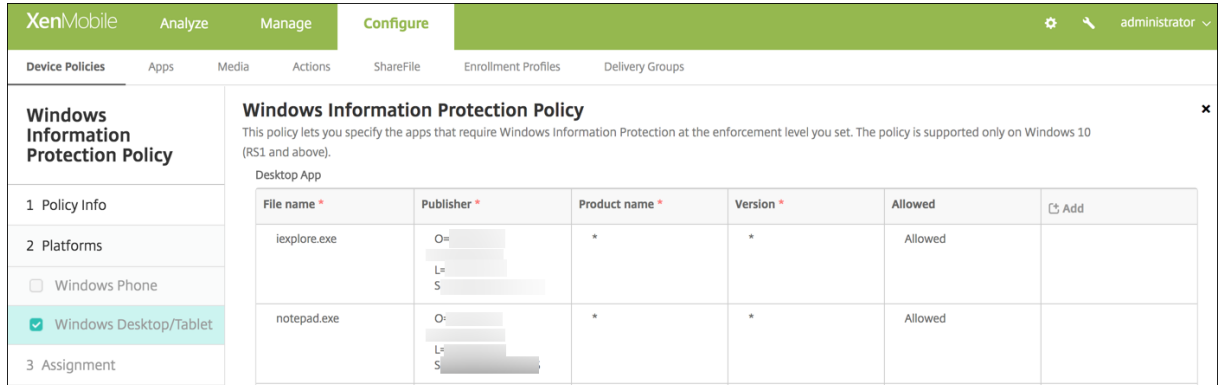 XenMobile Analyze Manage Configure administrator
Device Policies Apps Media Actions ShareFile Enrollment Profiles Delivery Groups
Windows
Information
Protection Policy
1 Policy Info
2 Platforms
Windows Phone
Windows Desktop/Tablet
3 Assignment
Windows Information Protection Policy
This policy lets you specify the apps that require Windows Information Protection at the enforcement level you set. The policy is supported only on Windows 10
(RS1 and above).
Desktop App
File name * Publisher * Product name * Version * Allowed Add
iexplore.exe O= * * Allowed
L=
S
notepad.exe O= * * Allowed
L=
S